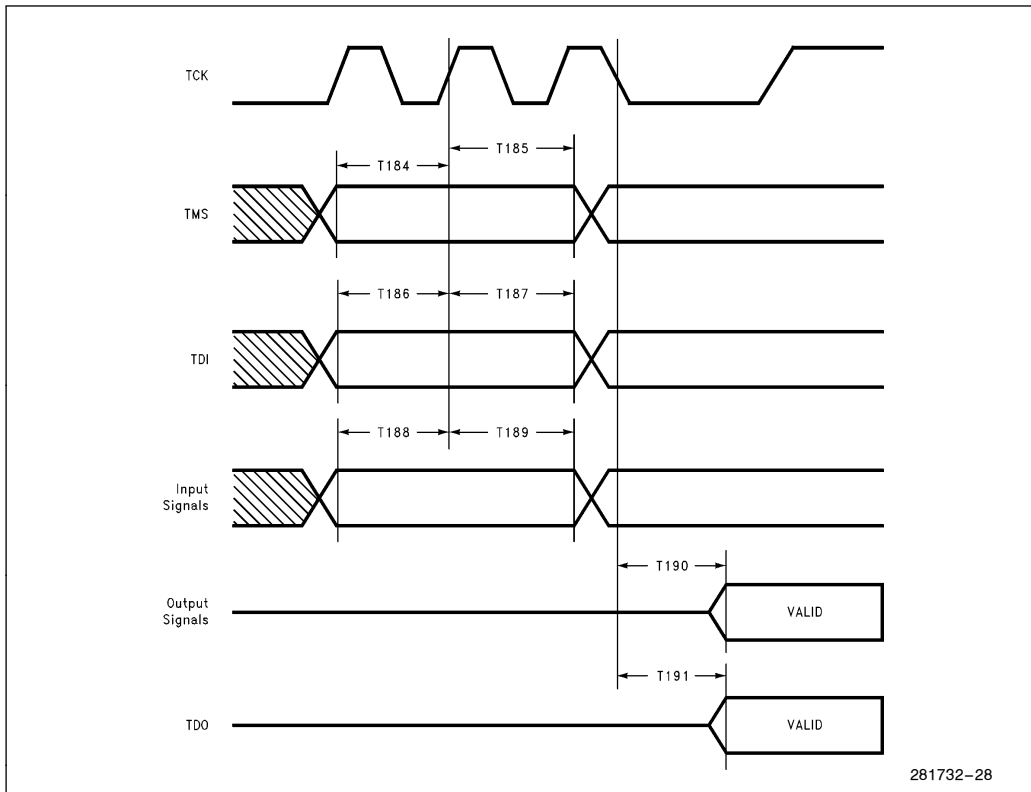 TCK
T185
T184
TMS
T186
T187
TDI
T188
T189
Input
Signals
T190
Output
Signals
VALID
T191
TDO
VALID
281732-28